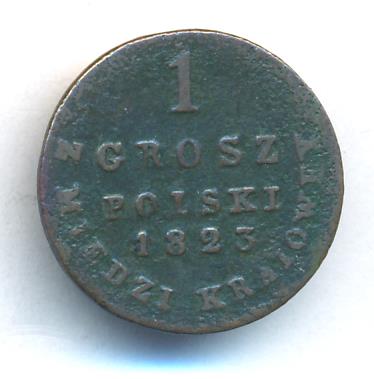 1
GROSZ
POLSKI
1823
Z MIEDZI KRAIOWEY